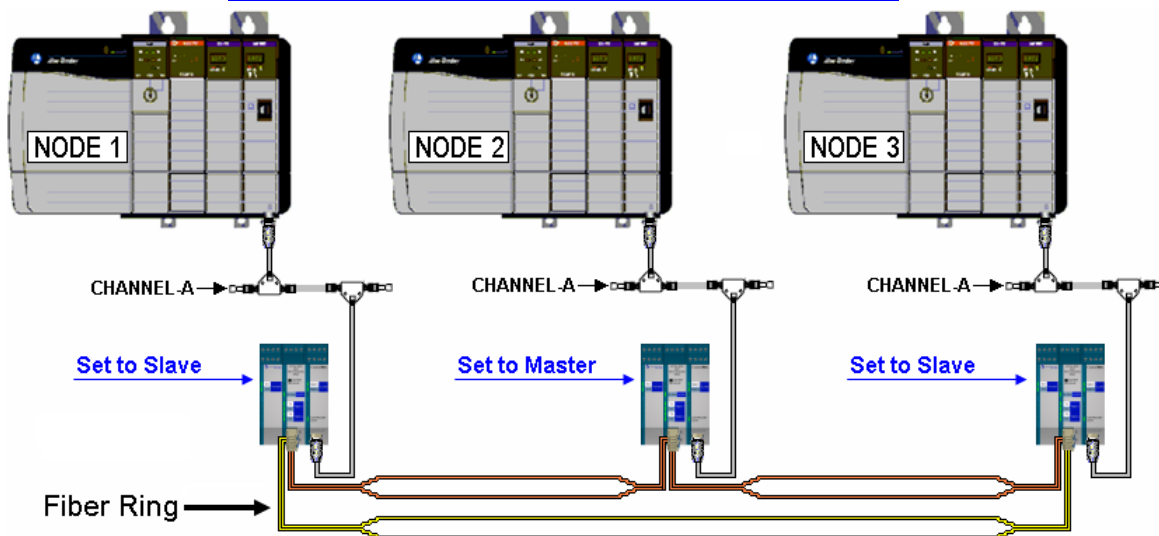 NODE 1
NODE 2
NODE 3
CHANNEL-A
CHANNEL-A
CHANNEL-A
Set to Slave
Set to Master
Set to Slave
Fiber Ring